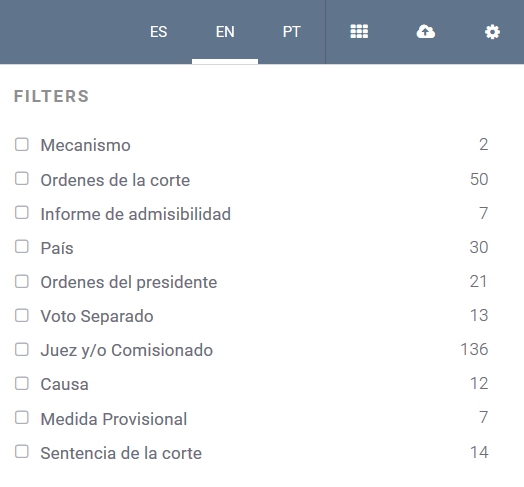 ES EN PT
FILTERS
Mecanismo 2
Ordenes de la corte 50
Informe de admisibilidad 7
País 30
Ordenes del presidente 21
Voto Separado 13
Juez y/o Comisionado 136
Causa 12
Medida Provisional 7
Sentencia de la corte 14